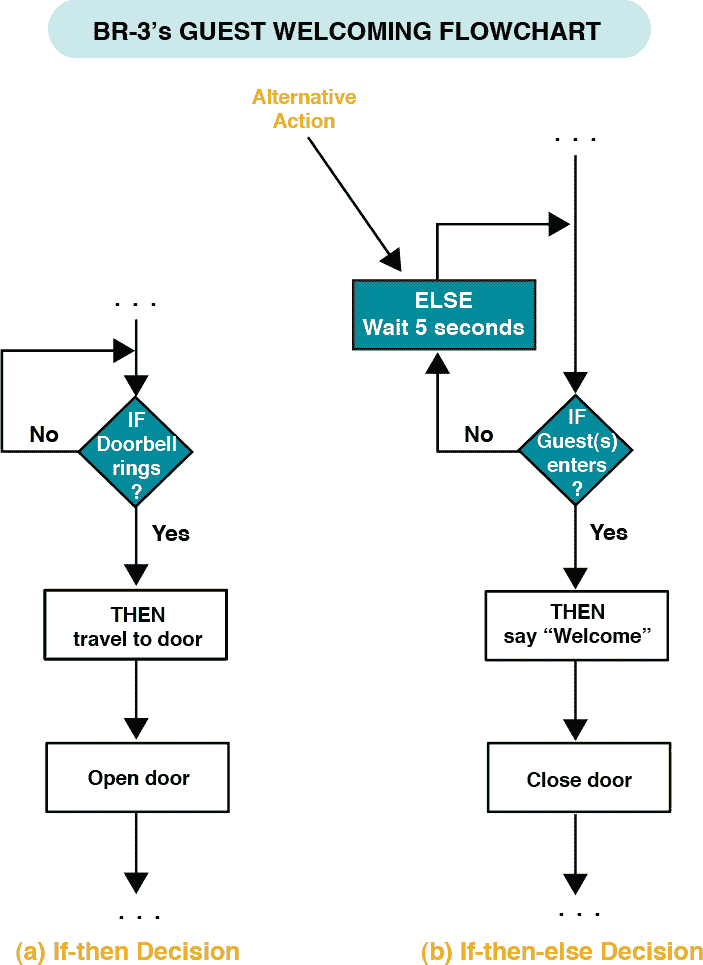 BR-3’s GUEST WELCOMING FLOWCHART
Alternative
Action
. . .
ELSE
Wait 5 seconds
. . .
No
IF
Doorbell
rings
?
Yes
THEN
travel to door
Open door
. . .
(a) If-then Decision
No
IF
Guest(s)
enters
?
Yes
THEN
say “Welcome”
Close door
. . .
(b) If-then-else Decision